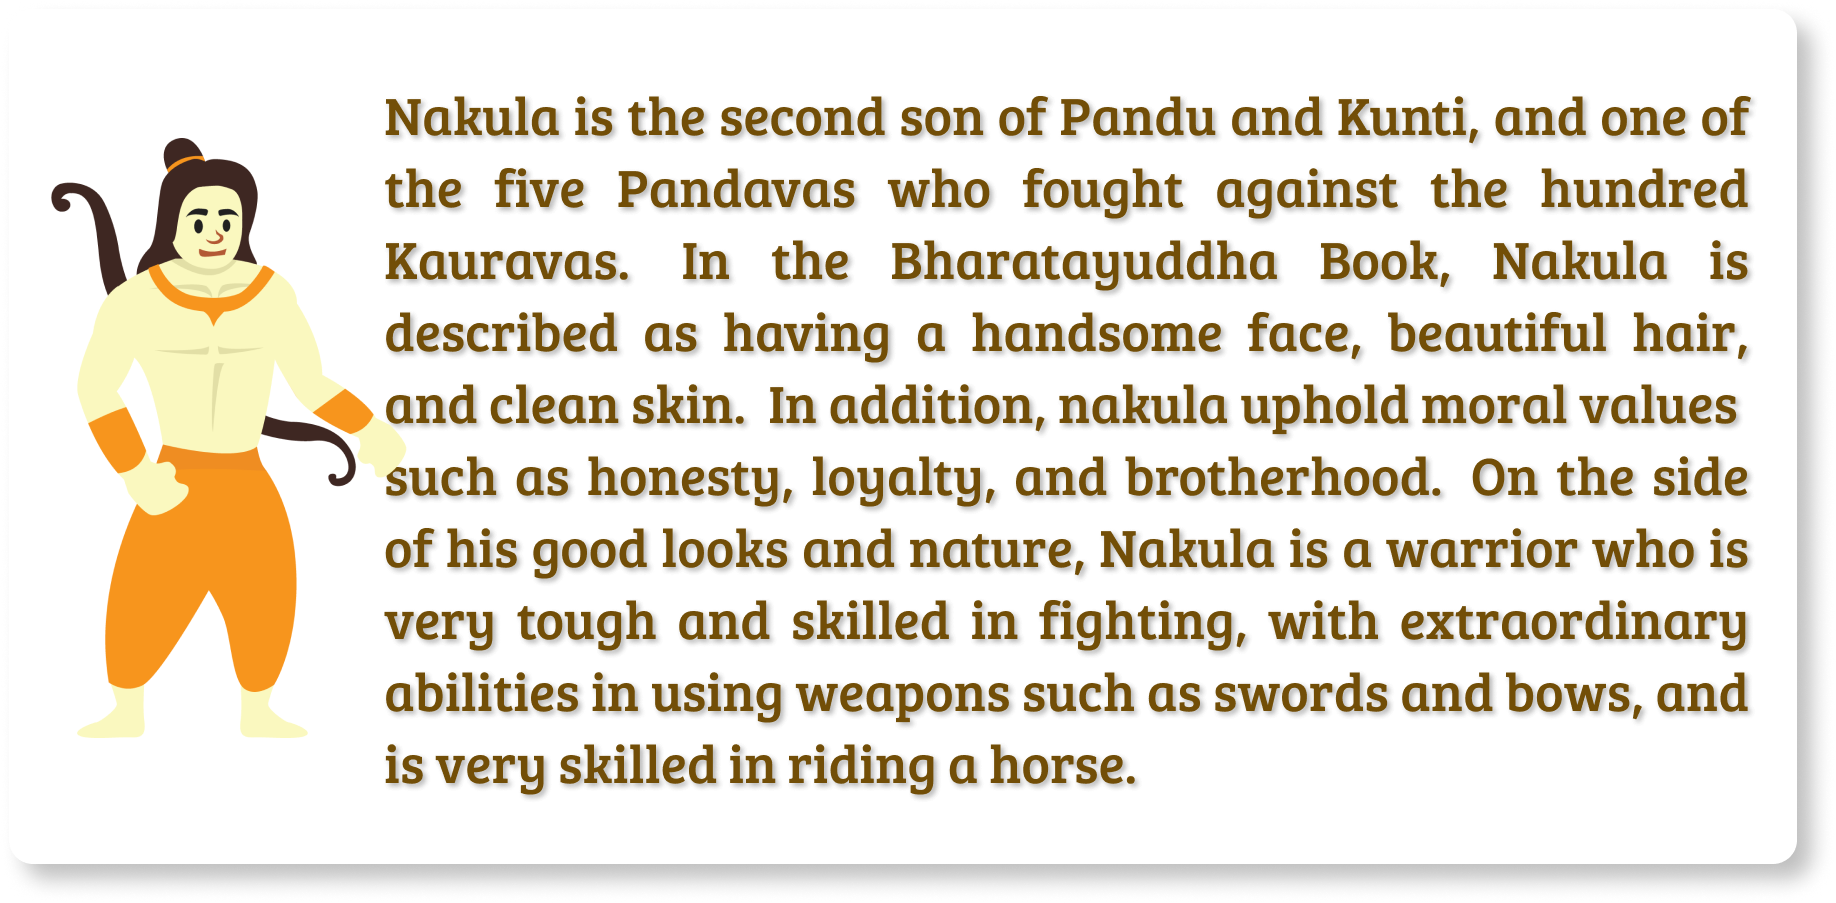 Nakula is the second son of Pandu and Kunti, and one of
the five Pandavas who fought against the hundred
Kauravas. In the Bharatayuddha Book, Nakula is
described as having a handsome face, beautiful hair,
and clean skin. In addition, nakula uphold moral values
such as honesty, loyalty, and brotherhood. On the side
of his good looks and nature, Nakula is a warrior who is
very tough and skilled in fighting, with extraordinary
abilities in using weapons such as swords and bows, and
is very skilled in riding a horse.